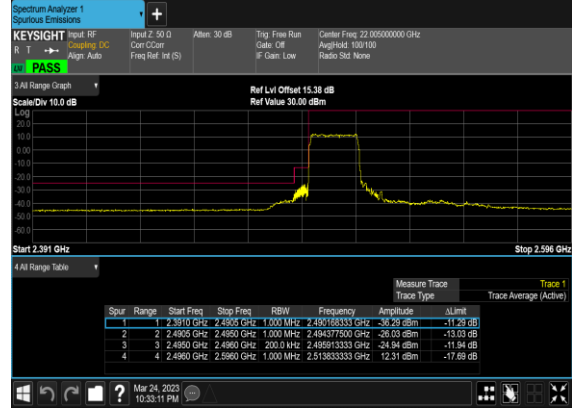 Spectrum Analyzer 1
Spurious Emissions
+
KEYSIGHT Input: RF Input Z: 50 Ω Atten: 30 dB Trig: Free Run Center Freq: 22.005000000 GHz
R T Coupling: DC Corr CCorr Gate: Off Avg|Hold: 100/100
Align: Auto Freq Ref: Int (S) IF Gain: Low Radio Std: None
PASS
3 All Range Graph Ref Lvl Offset 15.38 dB
Scale/Div 10.0 dB Ref Value 30.00 dBm
Log
20.0
10.0
0.00
-10.0
-20.0
-30.0
-40.0
-50.0
-60.0
Start 2.391 GHz Stop 2.596 GHz
4 All Range Table
Measure Trace Trace 1
Trace Type Trace Average (Active)
Spur Range Start Freq Stop Freq RBW Frequency Amplitude ΔLimit
1 1 2.3910 GHz 2.4905 GHz 1.000 MHz 2.490168333 GHz -36.29 dBm -11.29 dB
2 2 2.4905 GHz 2.4950 GHz 1.000 MHz 2.494377500 GHz -26.03 dBm -13.03 dB
3 3 2.4950 GHz 2.4960 GHz 200.0 kHz 2.495913333 GHz -24.94 dBm -11.94 dB
4 4 2.4960 GHz 2.5960 GHz 1.000 MHz 2.513833333 GHz 12.31 dBm -17.69 dB
? Mar 24, 2023
10:33:11 PM